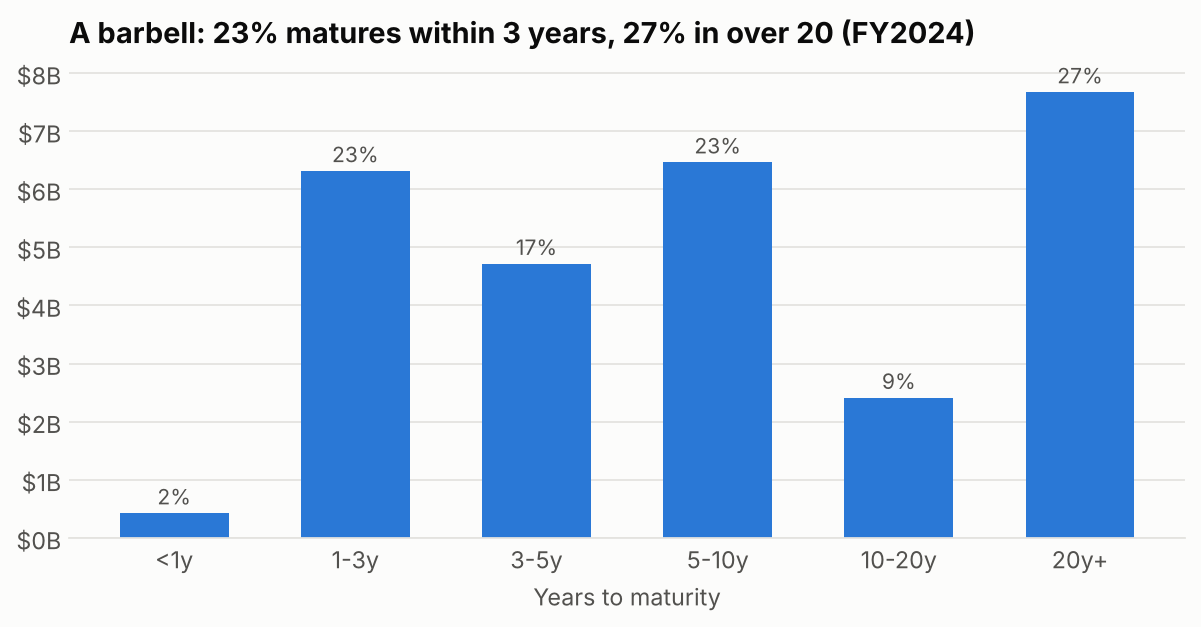 A barbell: 23% matures within 3 years, 27% in over 20 (FY2024)
$8B
$7B
$6B
$5B
$4B
$3B
$2B
$1B
$0B
2%
23%
17%
23%
9%
27%
<1y
1-3y
3-5y
5-10y
10-20y
20y+
Years to maturity